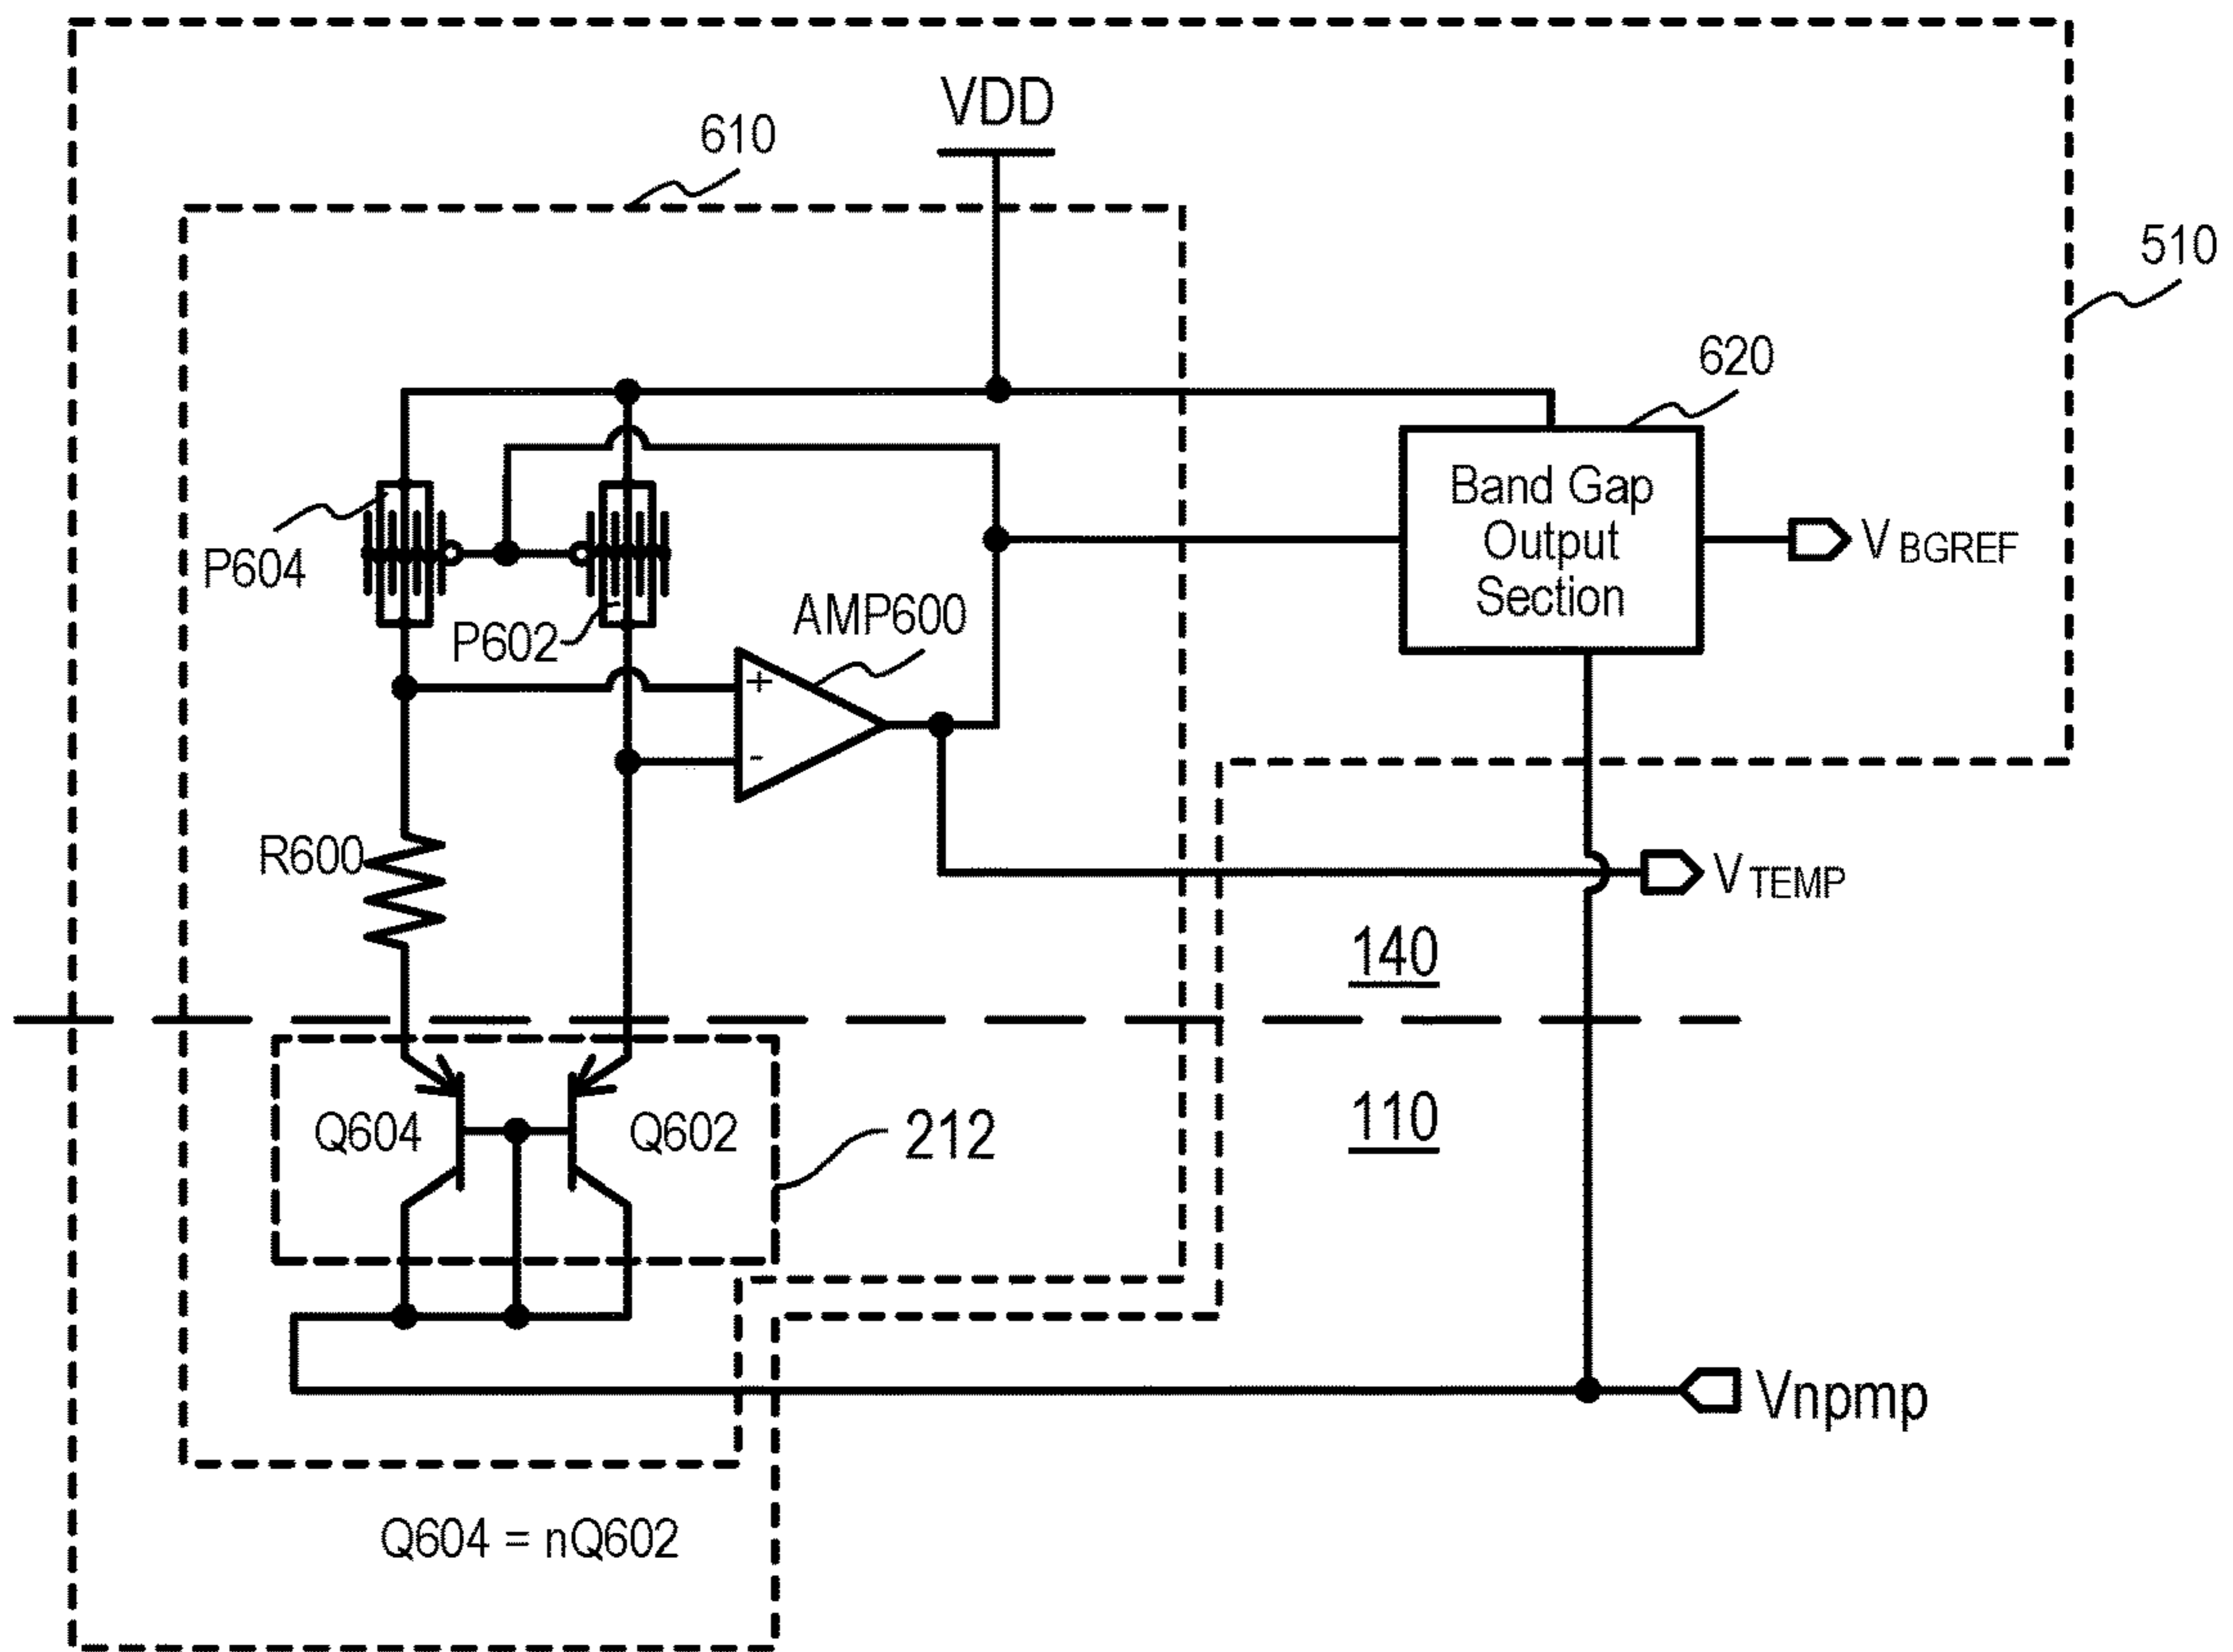 VDD
610
510
620
Band Gap
Output
Section
V BGREF
P604
P602
AMP600
+
-
R600
V TEMP
140
110
Q604
Q602
212
Vnpmp
Q604 = nQ602